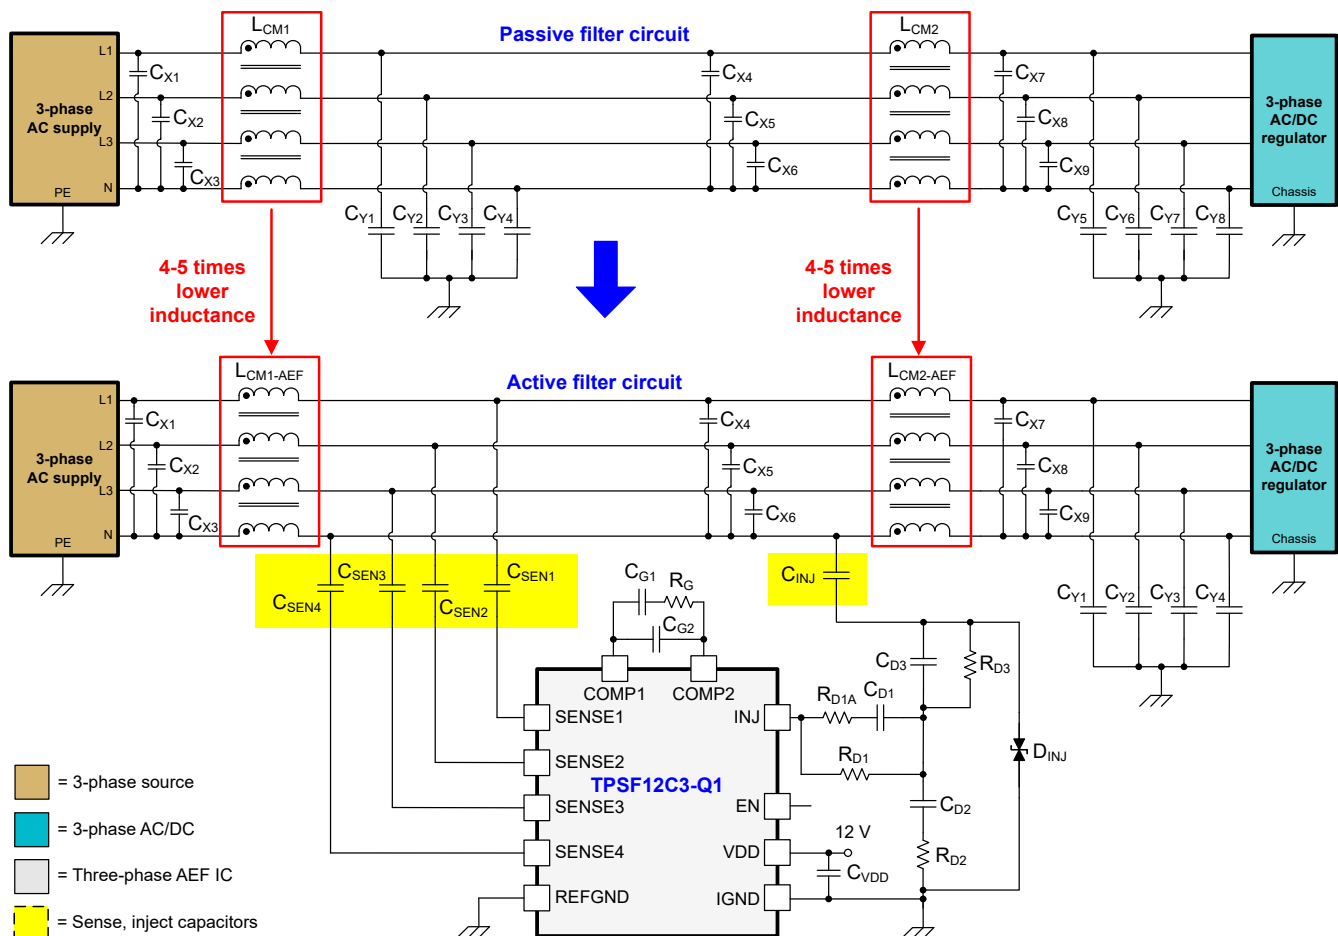 Passive filter circuit
LCM1
LCM2
3-phase
AC supply
L1
L2
L3
N
PE
CX1
CX2
CX3
CY1
CY2
CY3
CY4
CX4
CX5
CX6
CX7
CX8
CX9
CY5
CY6
CY7
CY8
3-phase
AC/DC
regulator
Chassis
4-5 times
lower
inductance
4-5 times
lower
inductance
Active filter circuit
LCM1-AEF
LCM2-AEF
3-phase
AC supply
L1
L2
L3
N
PE
CX1
CX2
CX3
CX4
CX5
CX6
CX7
CX8
CX9
3-phase
AC/DC
regulator
Chassis
CSEN4
CSEN3
CSEN2
CSEN1
CINJ
CY1
CY2
CY3
CY4
CG1
RG
CG2
COMP1
COMP2
SENSE1
SENSE2
SENSE3
SENSE4
REFGND
TPSF12C3-Q1
INJ
EN
VDD
IGND
RD1A
CD1
RD1
CD3
RD3
CD2
RD2
DINJ
12 V
CVDD
= 3-phase source
= 3-phase AC/DC
= Three-phase AEF IC
= Sense, inject capacitors